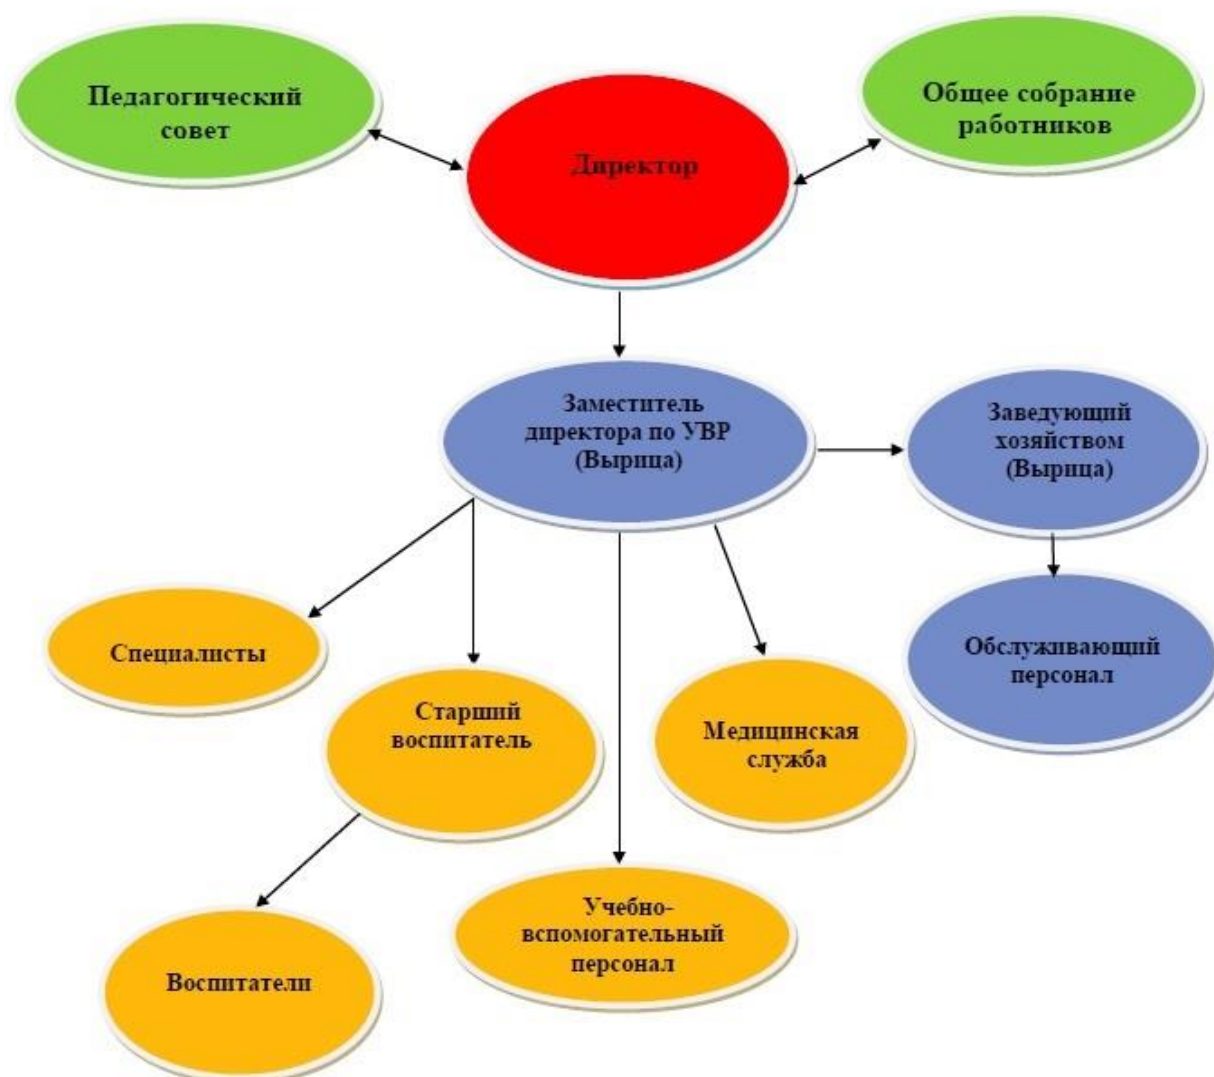 Педагогический
совет
Общее собрание
работников
Директор
Заместитель
директора по УВР
(Вырица)
Заведующий
хозяйством
(Вырица)
Специалисты
Старший
воспитатель
Медицинская
служба
Обслуживающий
персонал
Воспитатели
Учебно-
вспомогательный
персонал